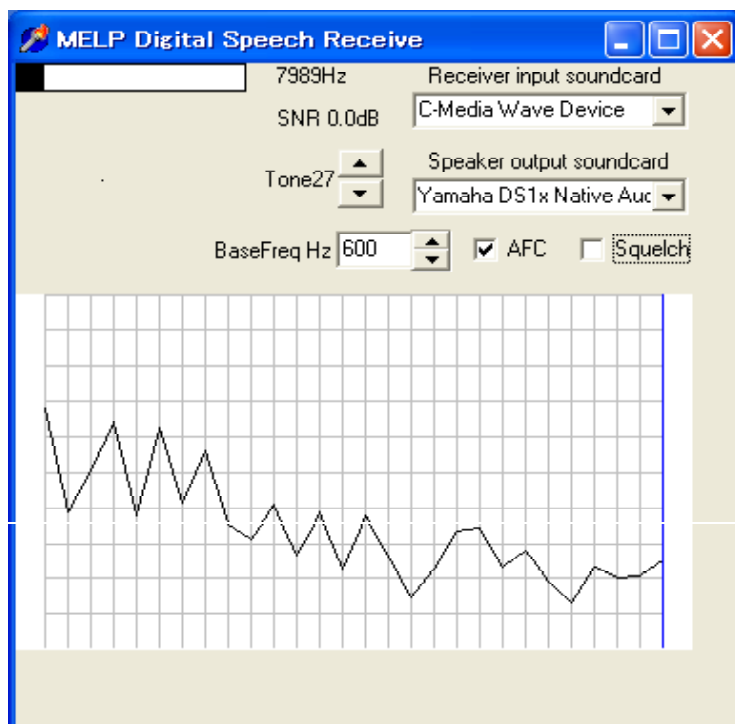 MELP Digital Speech Receive
7989Hz
Receiver input soundcard
SNR 0.0dB
C-Media Wave Device
Speaker output soundcard
Tone27
Yamaha DS1x Native Auc
BaseFreq Hz 600
AFC
Squelch